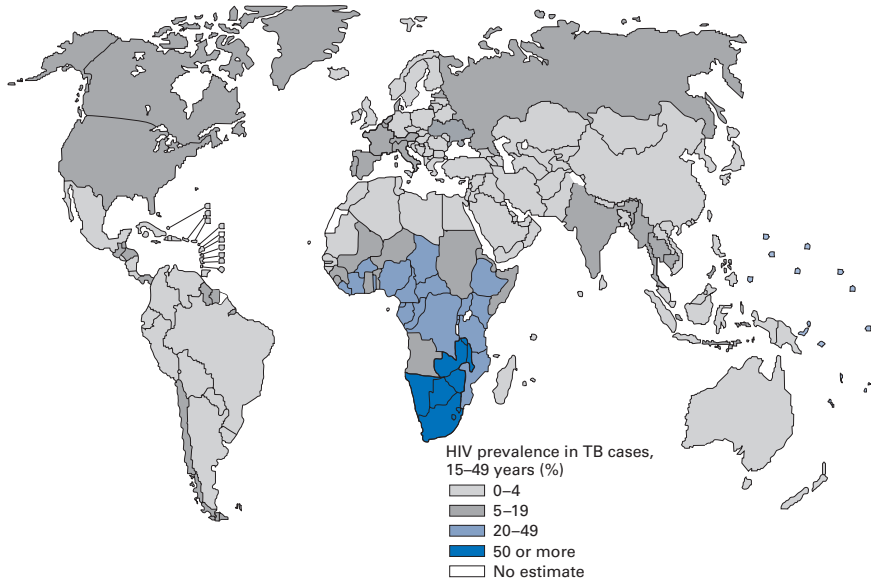 HIV prevalence in TB cases,
15–49 years (%)
0–4
5–19
20–49
50 or more
No estimate